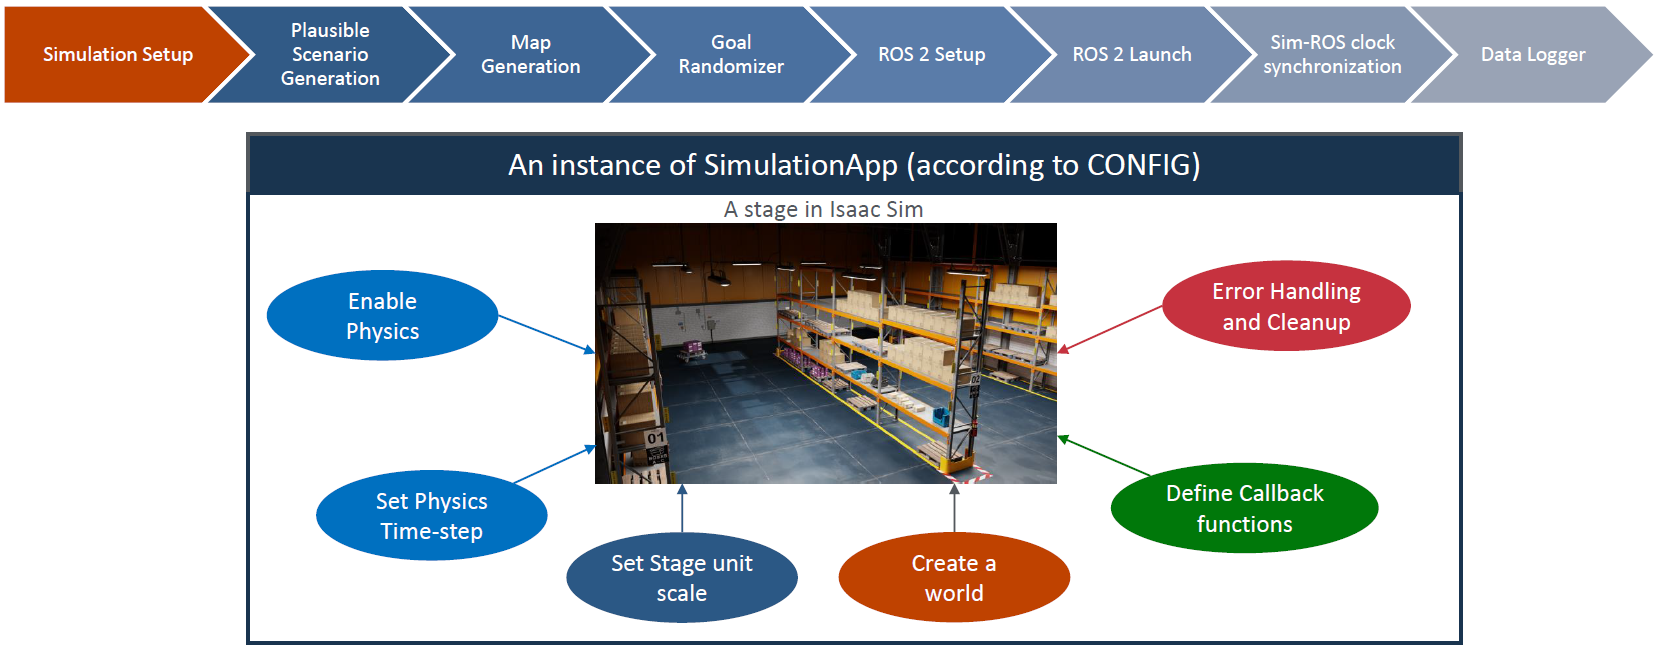 Simulation Setup
Plausible
Scenario
Generation
Map
Generation
Goal
Randomizer
ROS 2 Setup
ROS 2 Launch
Sim-ROS clock
synchronization
Data Logger
An instance of SimulationApp (according to CONFIG)
A stage in Isaac Sim
Enable
Physics
Error Handling
and Cleanup
02
01
Set Physics
Time-step
Define Callback
functions
Set Stage unit
scale
Create a
world